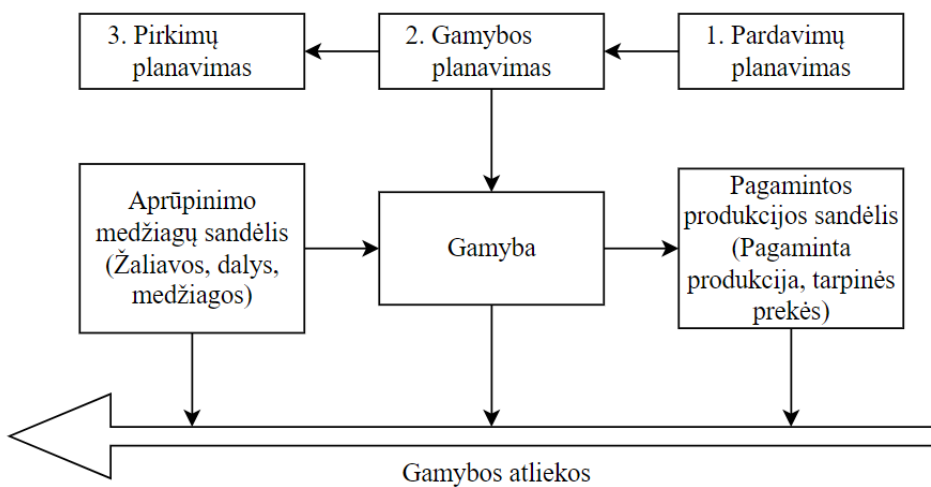 3. Pirkimų
planavimas
2. Gamybos
planavimas
1. Pardavimų
planavimas
Aprūpinimo
medžiagų sandėlis
(Žaliavos, dalys,
medžiagos)
Gamyba
Pagamintos
produkcijos sandėlis
(Pagaminta
produkcija, tarpinės
prekės)
Gamybos atliekos